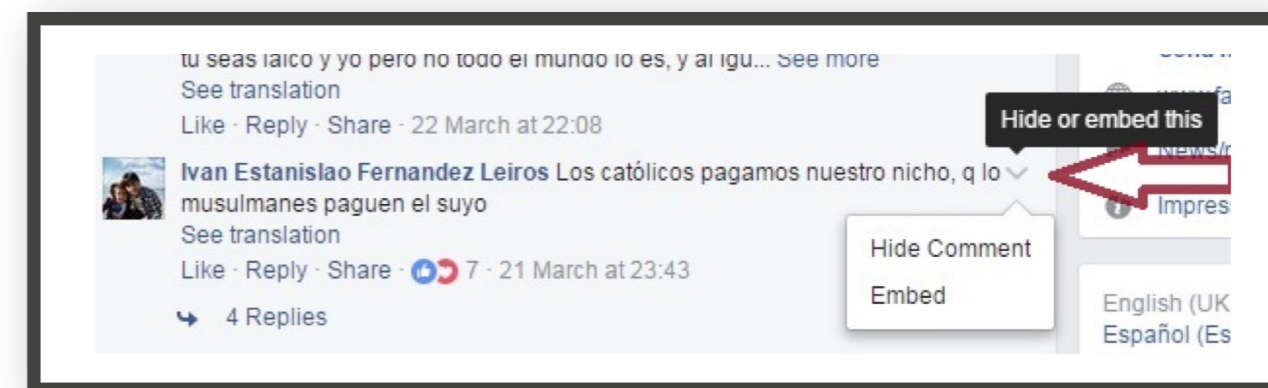 tu seas laico y yo pero no todo el mundo lo es, y al igu... See more
See translation
Like · Reply · Share · 22 March at 22:08
Hide or embed this
Ivan Estanislao Fernandez Leiros Los católicos pagamos nuestro nicho, q lo
musulmanes paguen el suyo
See translation
Like · Reply · Share · 7 · 21 March at 23:43
4 Replies
Hide Comment
Embed
News/
Impres
English (UK
Español (Es